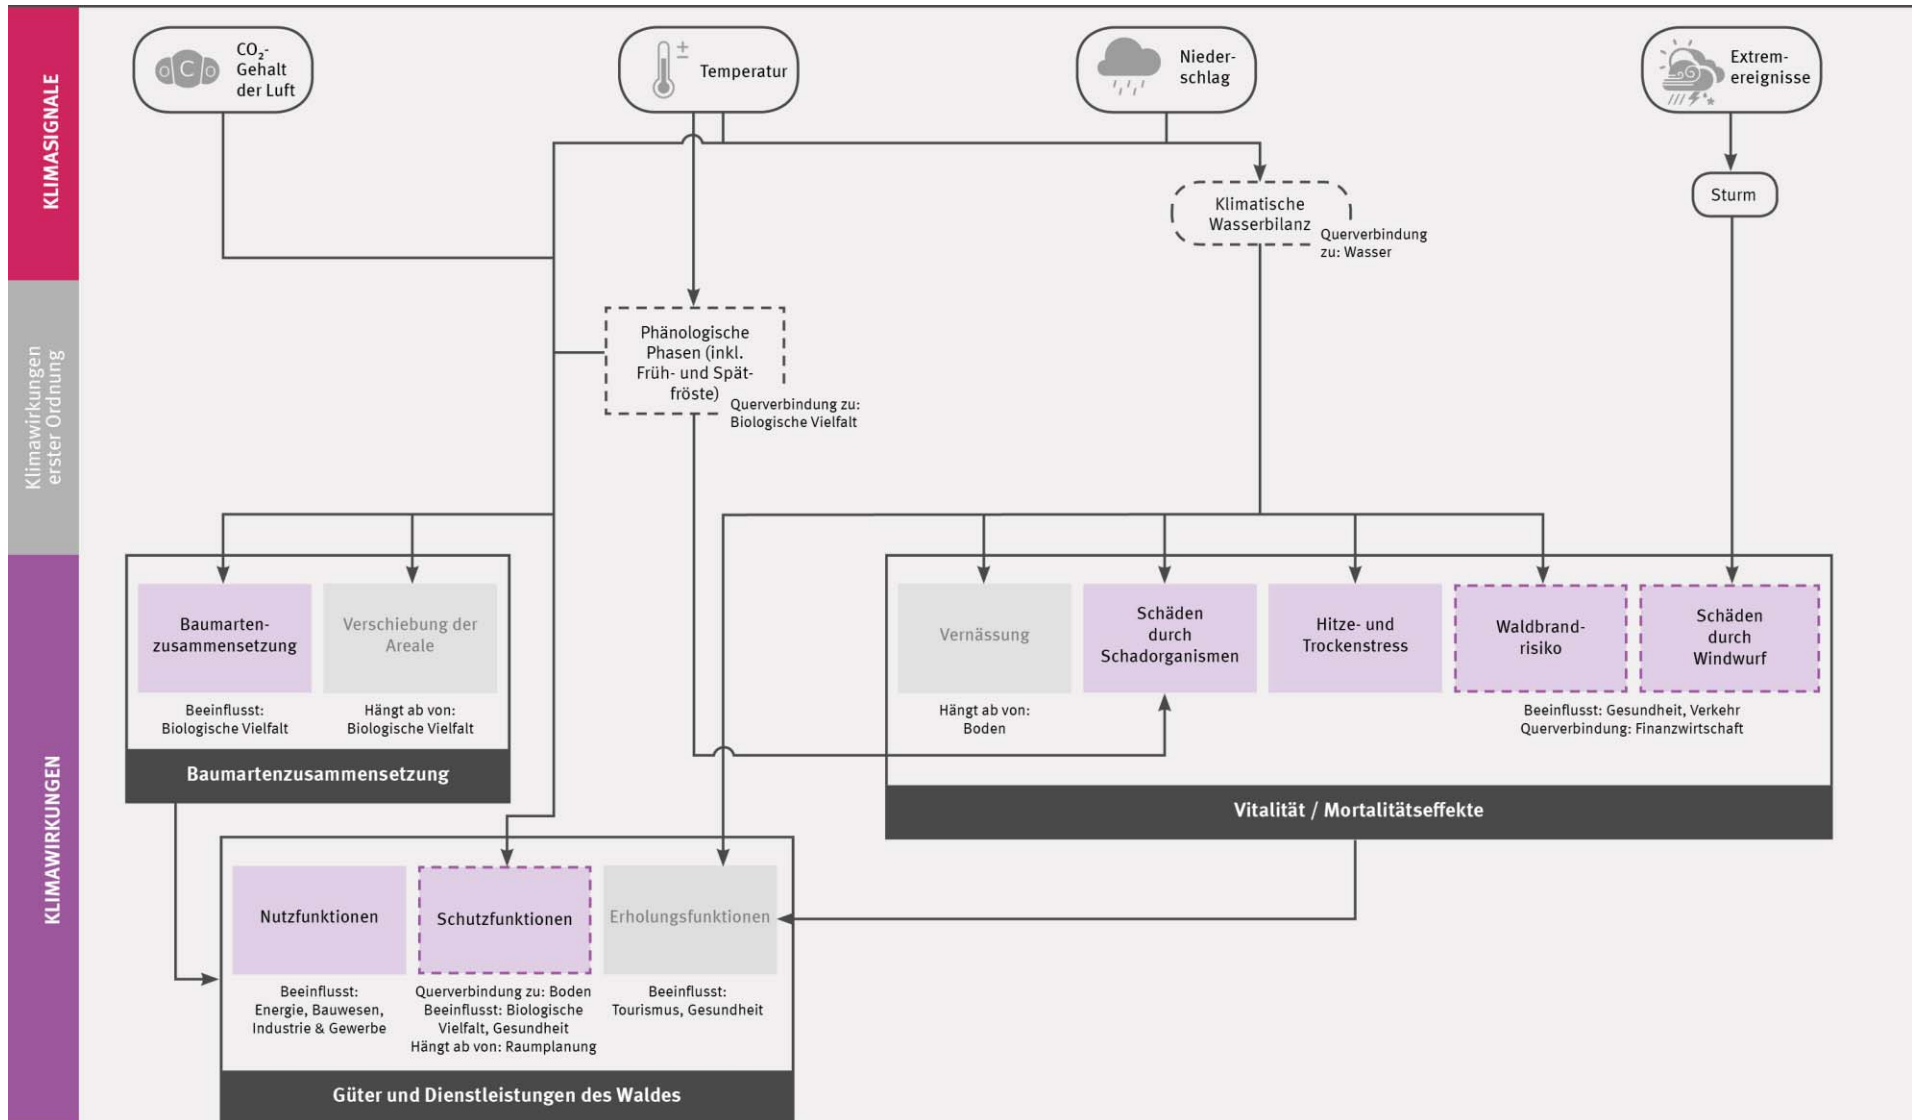 KLIMASIGNALE
CO₂-
Gehalt
der Luft
O C O
±
Temperatur
Nieder-
schlag
Extrem-
ereignisse
Klimatische
Wasserbilanz
Querverbindung
zu: Wasser
Sturm
Klimawirkungen
erster Ordnung
Phänologische
Phasen (inkl.
Früh- und Spät-
fröste)
Querverbindung zu:
Biologische Vielfalt
KLIMAWIRKUNGEN
Baumarten-
zusammensetzung
Beeinflusst:
Biologische Vielfalt
Verschiebung der
Areale
Hängt ab von:
Biologische Vielfalt
Baumartenzusammensetzung
Vernässung
Hängt ab von:
Boden
Schäden
durch
Schadorganismen
Hitze- und
Trockenstress
Waldbrand-
risiko
Schäden
durch
Windwurf
Beeinflusst: Gesundheit, Verkehr
Querverbindung: Finanzwirtschaft
Vitalität / Mortalitätseffekte
Nutzfunktionen
Beeinflusst:
Energie, Bauwesen,
Industrie & Gewerbe
Schutzfunktionen
Querverbindung zu: Boden
Beeinflusst: Biologische
Vielfalt, Gesundheit
Hängt ab von: Raumplanung
Erholungsfunktionen
Beeinflusst:
Tourismus, Gesundheit
Güter und Dienstleistungen des Waldes